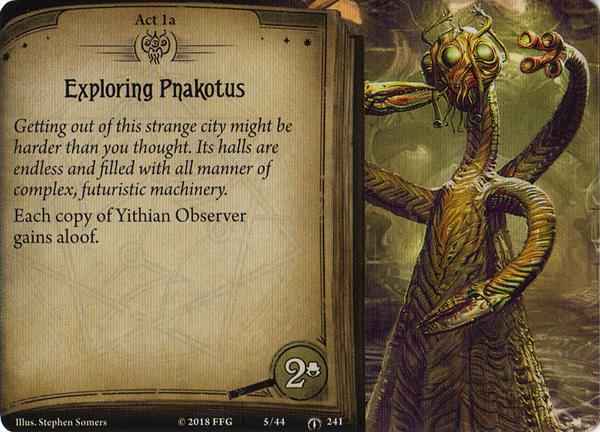 Act 1a
Exploring Pnakotus
Getting out of this strange city might be
harder than you thought. Its halls are
endless and filled with all manner of
complex, futuristic machinery.
Each copy of Yithian Observer
gains aloof.
2
Illus. Stephen Somers © 2018 FFG 5/44 241